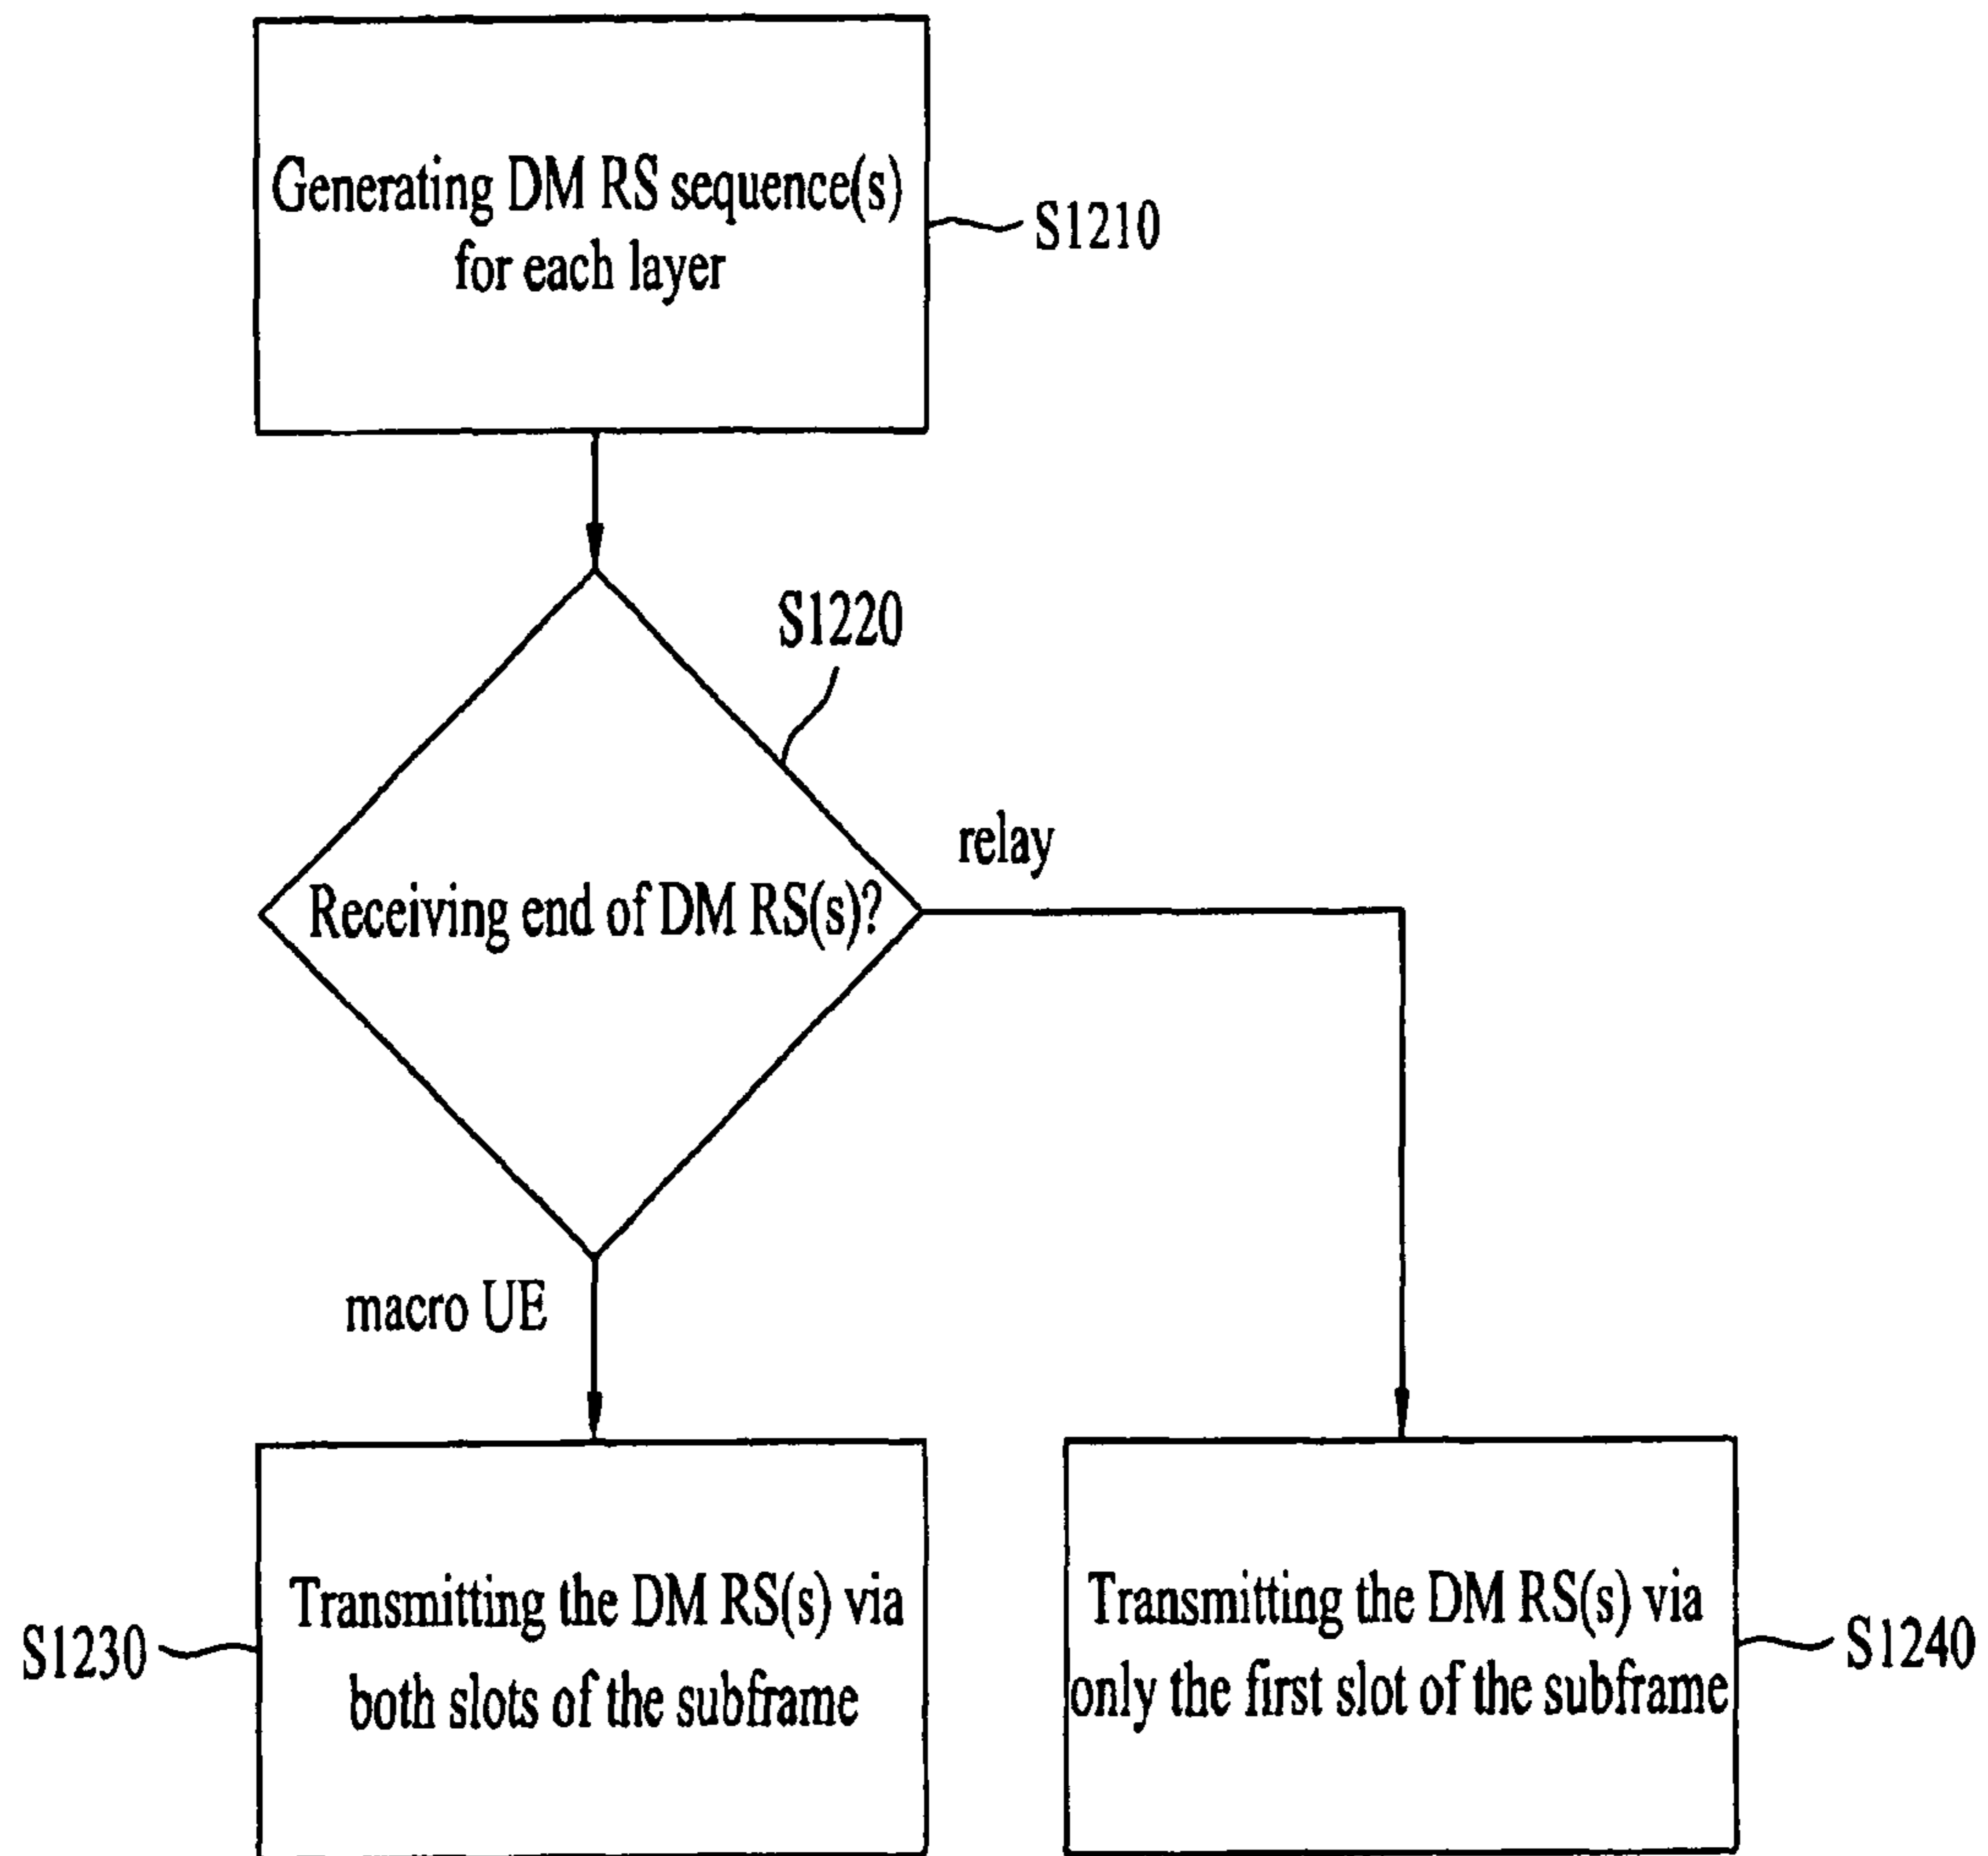 Generating DM RS sequence(s)
for each layer
S1210
S1220
relay
Receiving end of DM RS(s)?
macro UE
Transmitting the DM RS(s) via
both slots of the subframe
S1230
Transmitting the DM RS(s) via
only the first slot of the subframe
S1240